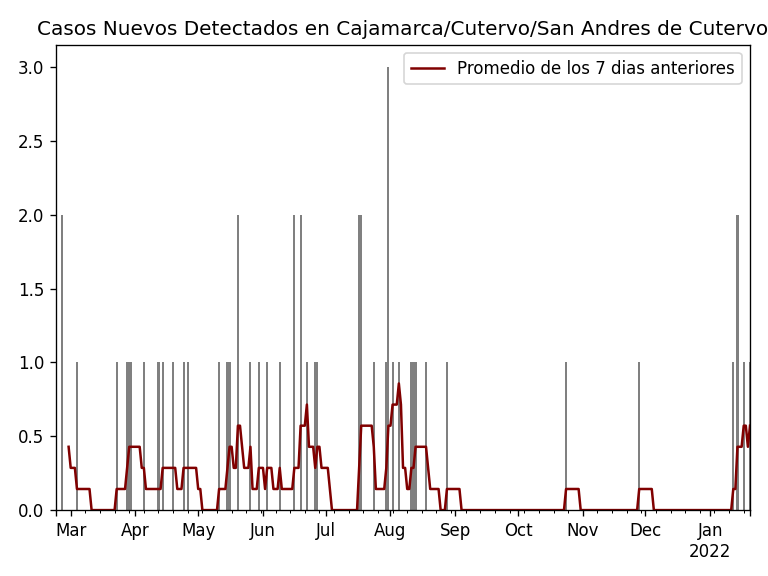 Casos Nuevos Detectados en Cajamarca/Cutervo/San Andres de Cutervo
Promedio de los 7 dias anteriores
3.0
2.5
2.0
1.5
1.0
0.5
0.0
Mar Apr May Jun Jul Aug Sep Oct Nov Dec Jan
2022